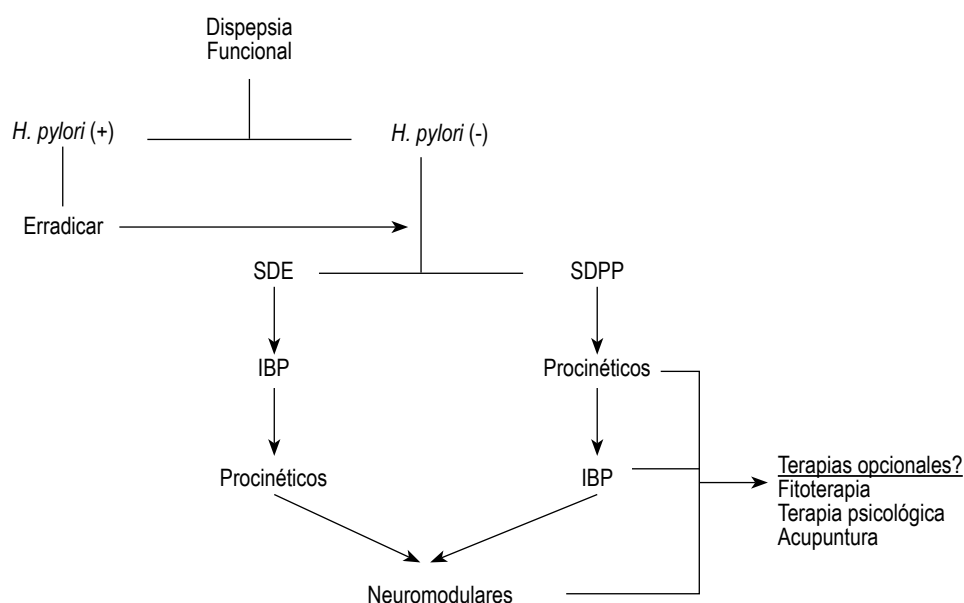 Dispepsia
Funcional
H. pylori (+)
H. pylori (-)
Erradicar
SDE
SDPP
IBP
Procinéticos
Procinéticos
IBP
Terapias opcionales?
Fitoterapia
Terapia psicológica
Acupuntura
Neuromodulares